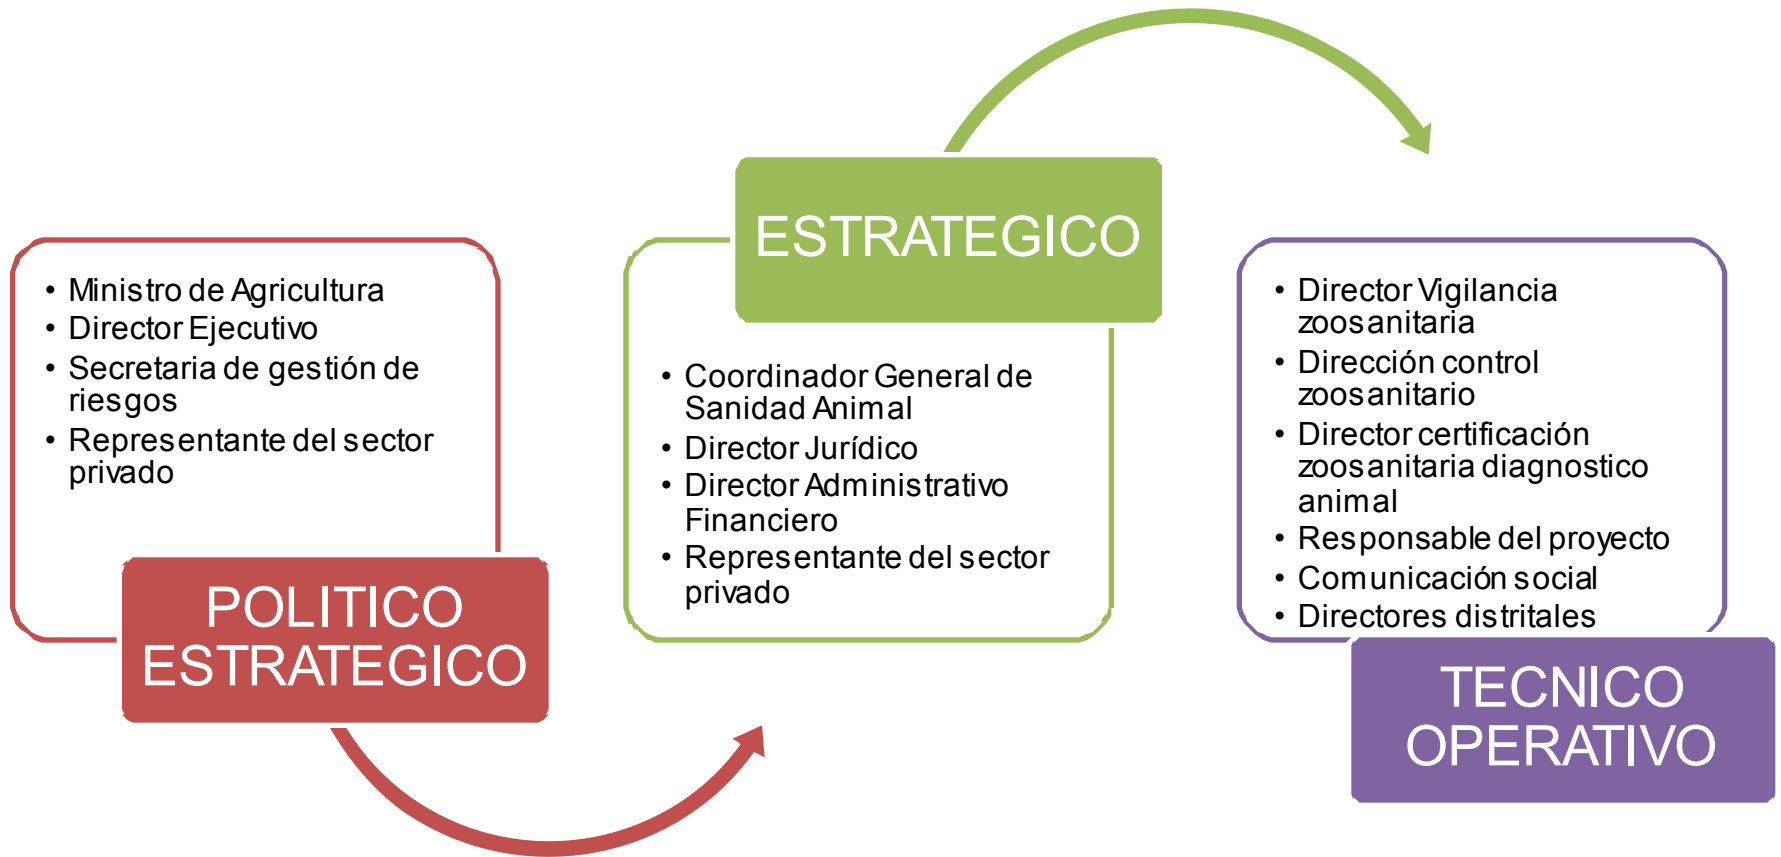 • Ministro de Agricultura
• Director Ejecutivo
• Secretaria de gestión de
riesgos
• Representante del sector
privado
POLITICO
ESTRATEGICO
ESTRATEGICO
• Coordinador General de
Sanidad Animal
• Director Jurídico
• Director Administrativo
Financiero
• Representante del sector
privado
• Director Vigilancia
zoosanitaria
• Dirección control
zoosanitario
• Director certificación
zoosanitaria diagnostico
animal
• Responsable del proyecto
• Comunicación social
• Directores distritales
TECNICO
OPERATIVO